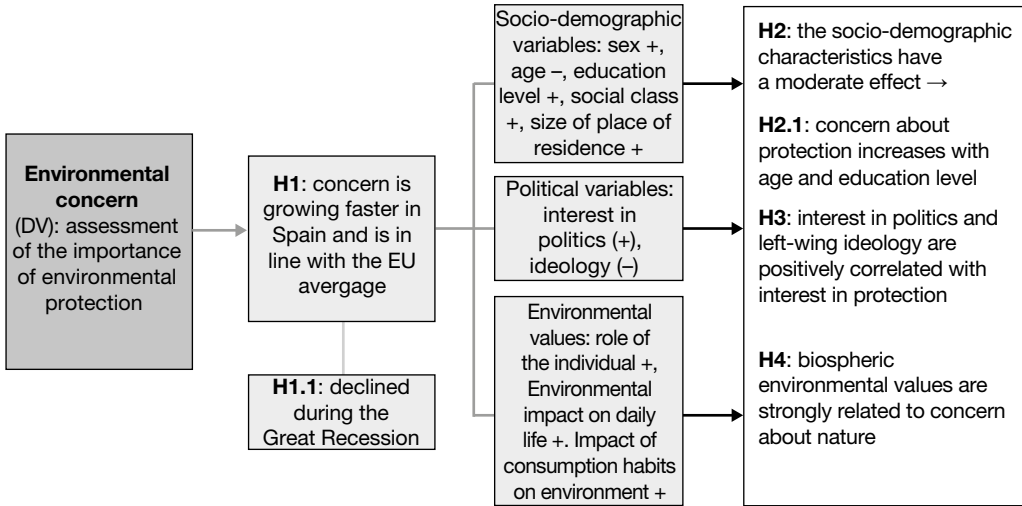 Environmental
concern
(DV): assessment
of the importance
of environmental
protection
H1: concern is
growing faster in
Spain and is in
line with the EU
avergage
H1.1: declined
during the
Great Recession
Socio-demographic
variables: sex +,
age –, education
level +, social class
+, size of place of
residence +
Political variables:
interest in
politics (+),
ideology (–)
Environmental
values: role of
the individual +,
Environmental
impact on daily
life +. Impact of
consumption habits
on environment +
H2: the socio-demographic
characteristics have
a moderate effect →
H2.1: concern about
protection increases with
age and education level
H3: interest in politics and
left-wing ideology are
positively correlated with
interest in protection
H4: biospheric
environmental values are
strongly related to concern
about nature